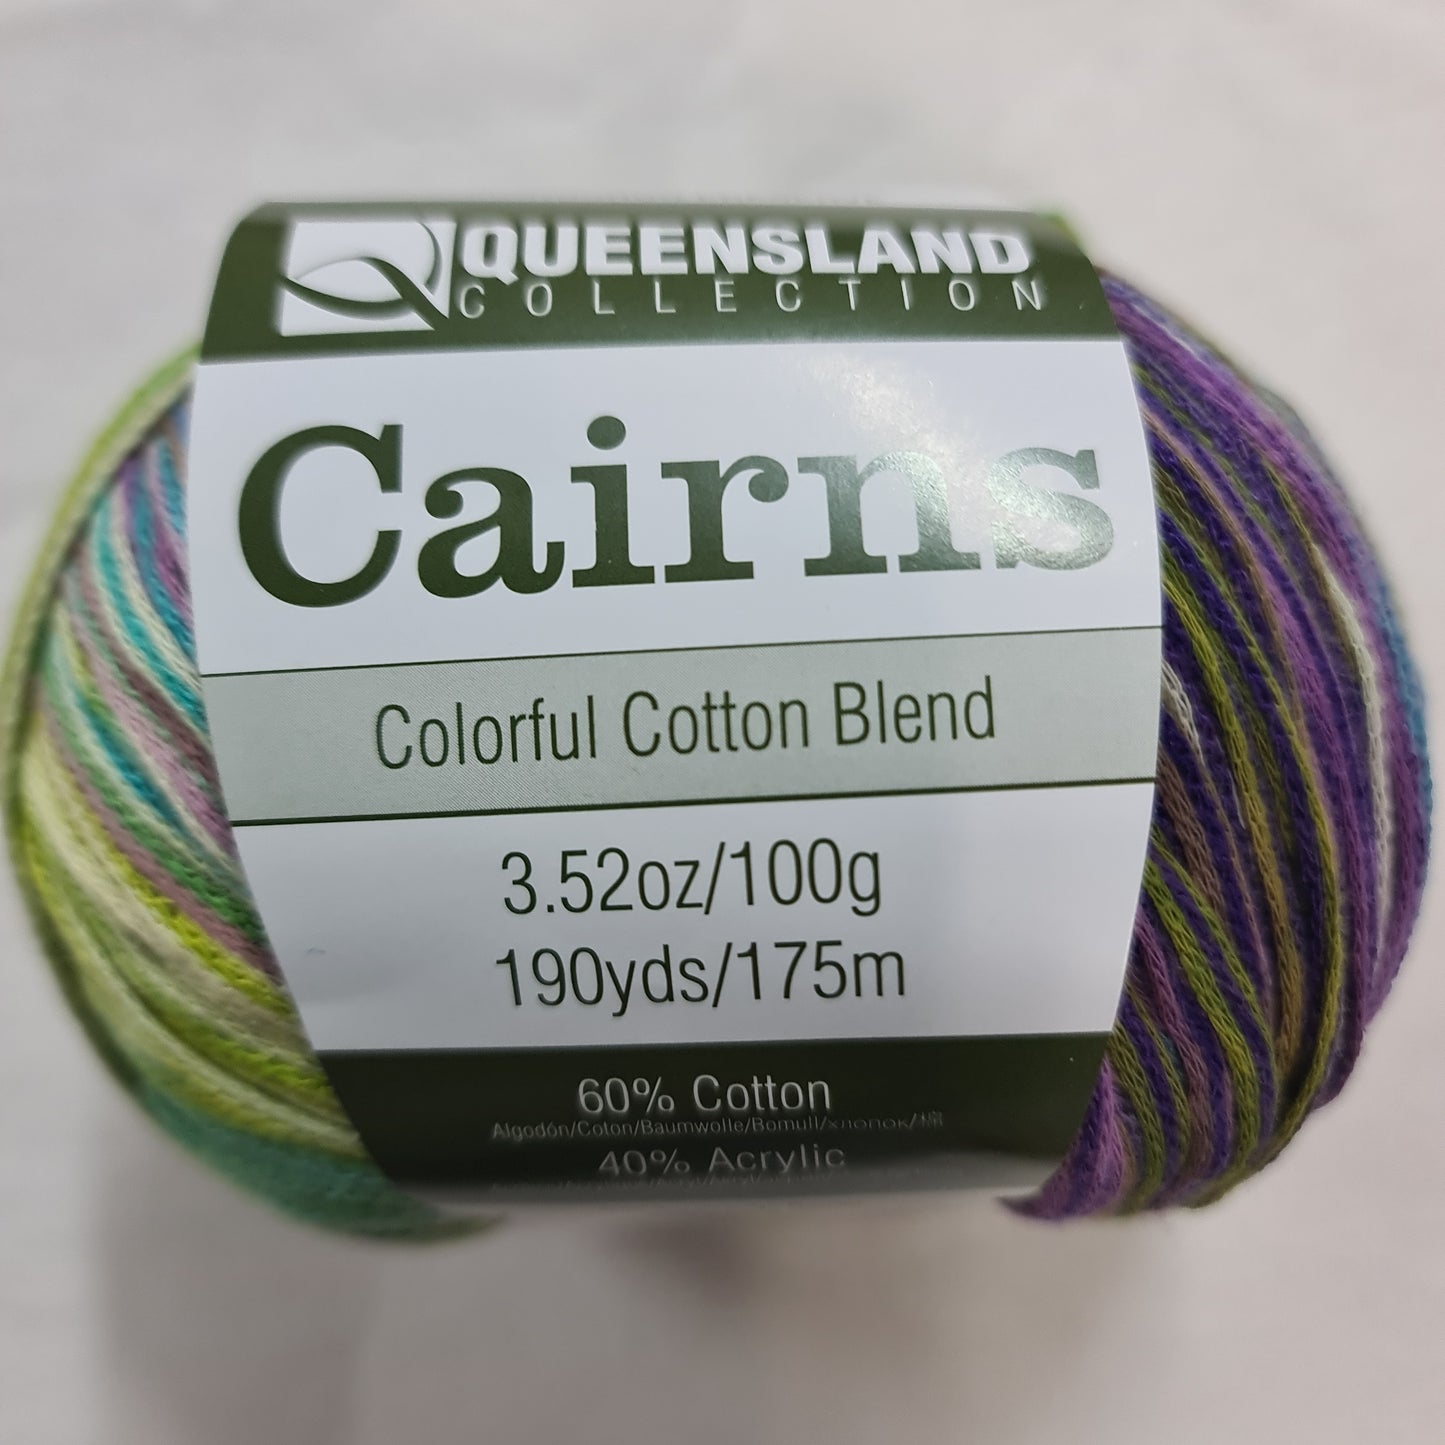 QUEENSLAND
COLLECTION
Cairns
Colorful Cotton Blend
3.52oz/100g
190yds/175m
60% Cotton
Algodón/Coton/Baumwolle/Bomull/хлопок/棉
40% Acrylic